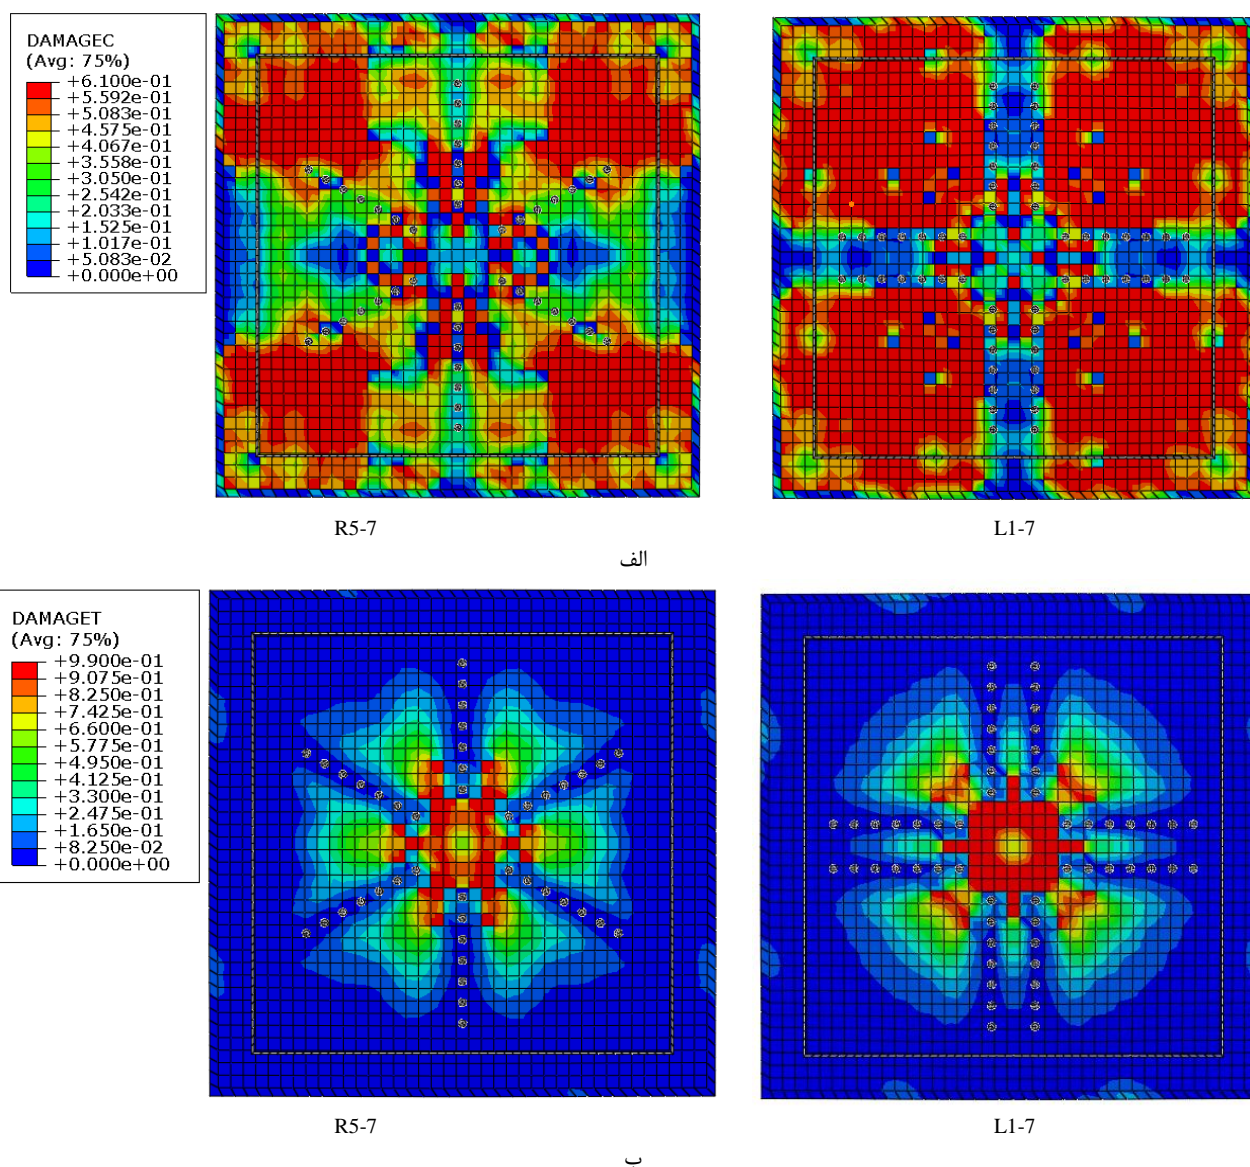 DAMAGEC
(Avg: 75%)
+6.100e-01
+5.592e-01
+5.083e-01
+4.575e-01
+4.067e-01
+3.558e-01
+3.050e-01
+2.542e-01
+2.033e-01
+1.525e-01
+1.017e-01
+5.083e-02
+0.000e+00
R5-7
L1-7
الف
DAMAGET
(Avg: 75%)
+9.900e-01
+9.075e-01
+8.250e-01
+7.425e-01
+6.600e-01
+5.775e-01
+4.950e-01
+4.125e-01
+3.300e-01
+2.475e-01
+1.650e-01
+8.250e-02
+0.000e+00
R5-7
L1-7
ب